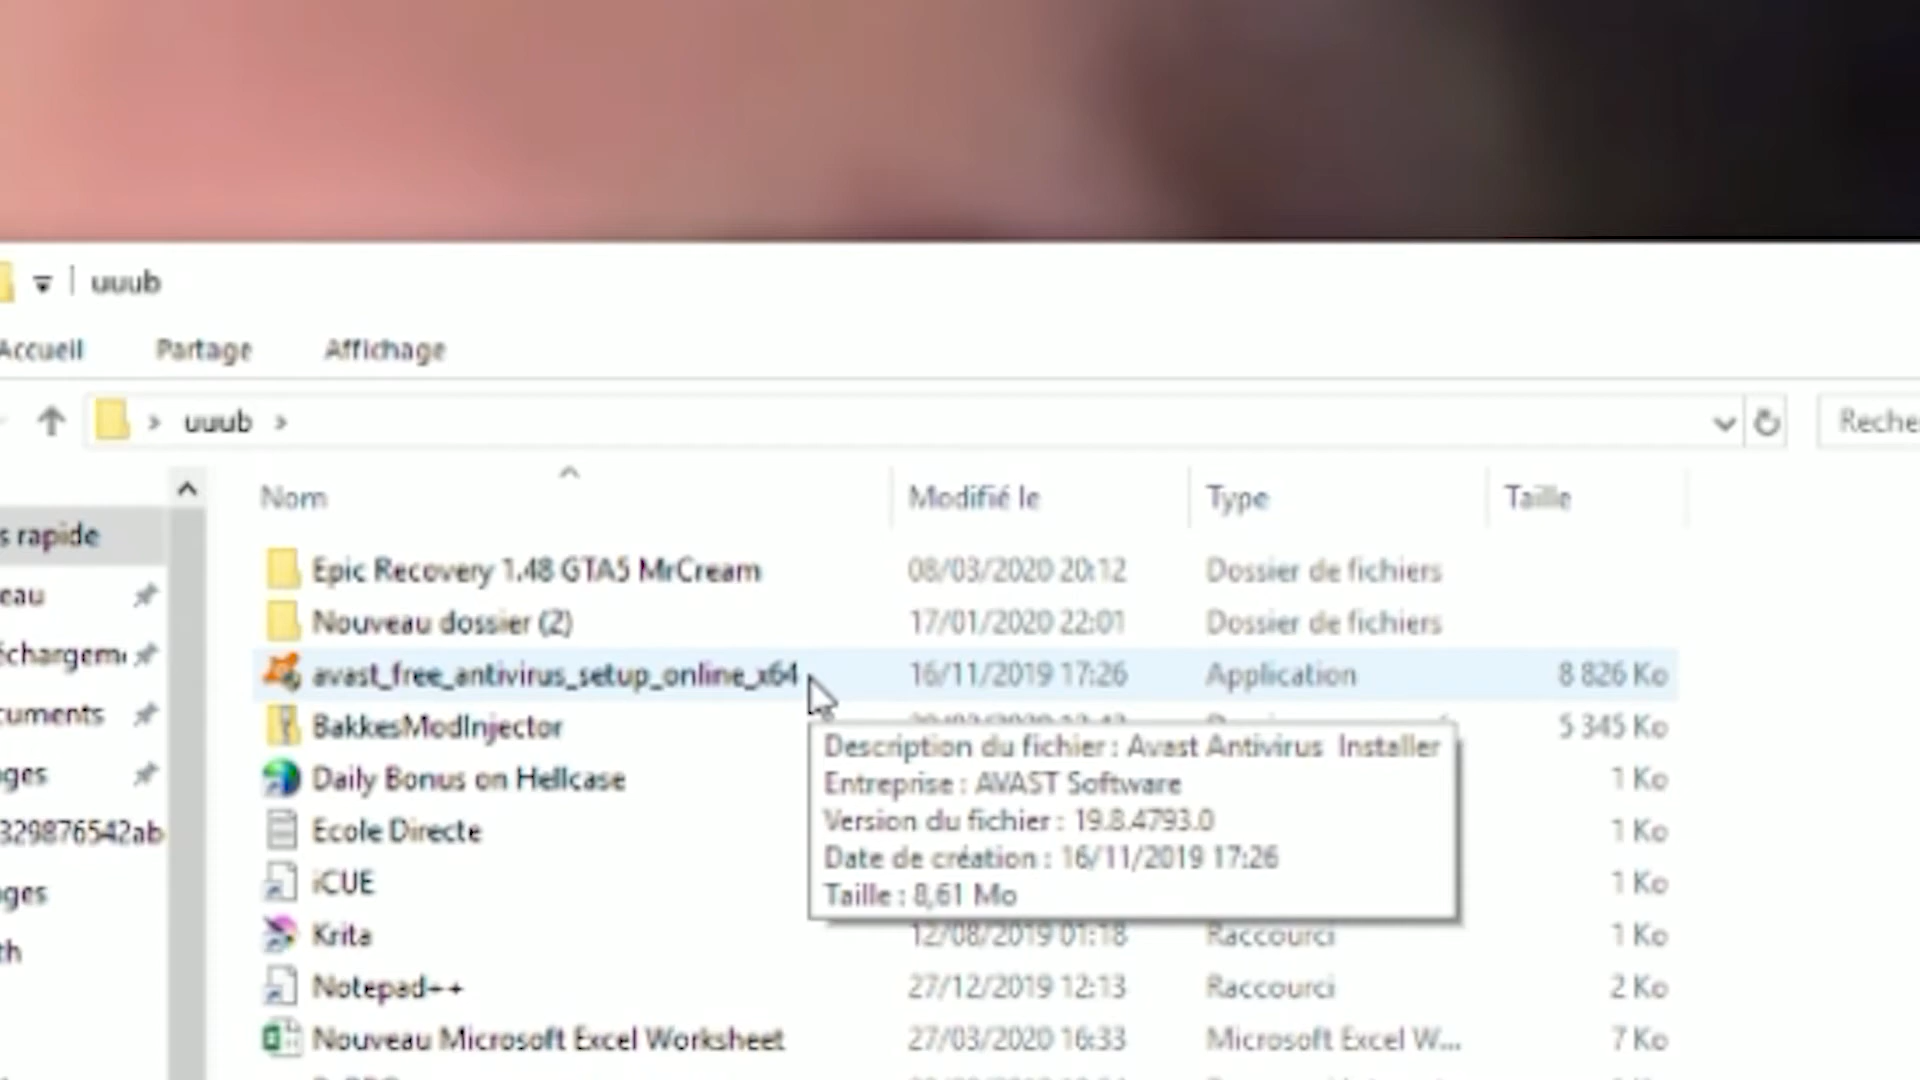 uuub
Accueil Partage Affichage
uuub
Reche
Nom Modifié le Type Taille
s rapide
Epic Recovery 1.48 GTA5 MrCream 08/03/2020 20:12 Dossier de fichiers
eau
Nouveau dossier (2) 17/01/2020 22:01 Dossier de fichiers
échargem
avast_free_antivirus_setup_online_x64 16/11/2019 17:26 Application 8 826 Ko
cuments
BakkesModInjector 5 345 Ko
Description du fichier : Avast Antivirus Installer
ges
Daily Bonus on Hellcase 1 Ko
Entreprise : AVAST Software
Version du fichier : 19.8.4793.0
329876542ab
Ecole Directe 1 Ko
Date de création : 16/11/2019 17:26
ges
iCUE 1 Ko
Taille : 8,61 Mo
th
Krita 12/08/2019 01:18 Raccourci 1 Ko
Notepad++ 27/12/2019 12:13 Raccourci 2 Ko
Nouveau Microsoft Excel Worksheet 27/03/2020 16:33 Microsoft Excel W... 7 Ko